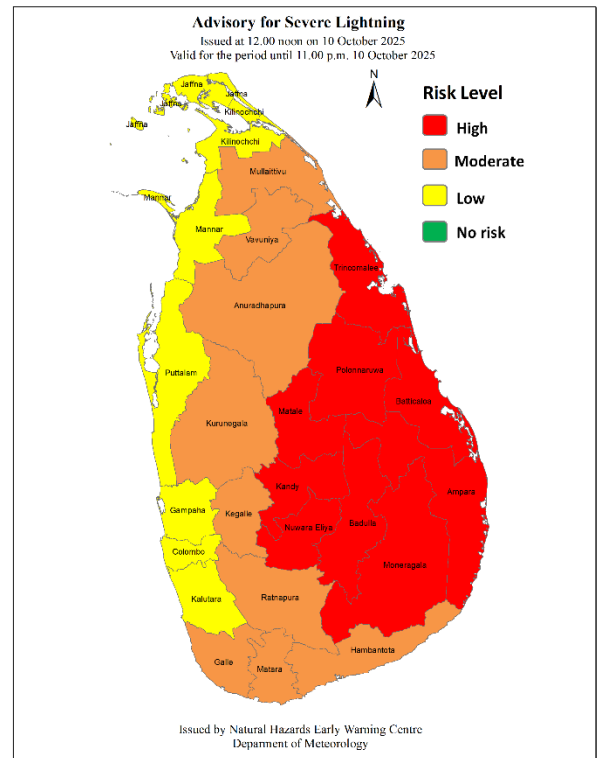 Advisory for Severe Lightning
Issued at 12.00 noon on 10 October 2025
Valid for the period until 11.00 p.m. 10 October 2025
N
Risk Level
High
Moderate
Low
No risk
Jaffna
Jaffna
Jaffna
Jaffna
Kilinochchi
Kilinochchi
Mullaittivu
Mannar
Mannar
Vavuniya
Trincomalee
Anuradhapura
Puttalam
Polonnaruwa
Batticaloa
Matale
Kurunegala
Kandy
Ampara
Gampaha
Kegalle
Nuwara Eliya
Badulla
Colombo
Moneragala
Kalutara
Ratnapura
Hambantota
Galle
Matara
Issued by Natural Hazards Early Warning Centre
Deparment of Meteorology